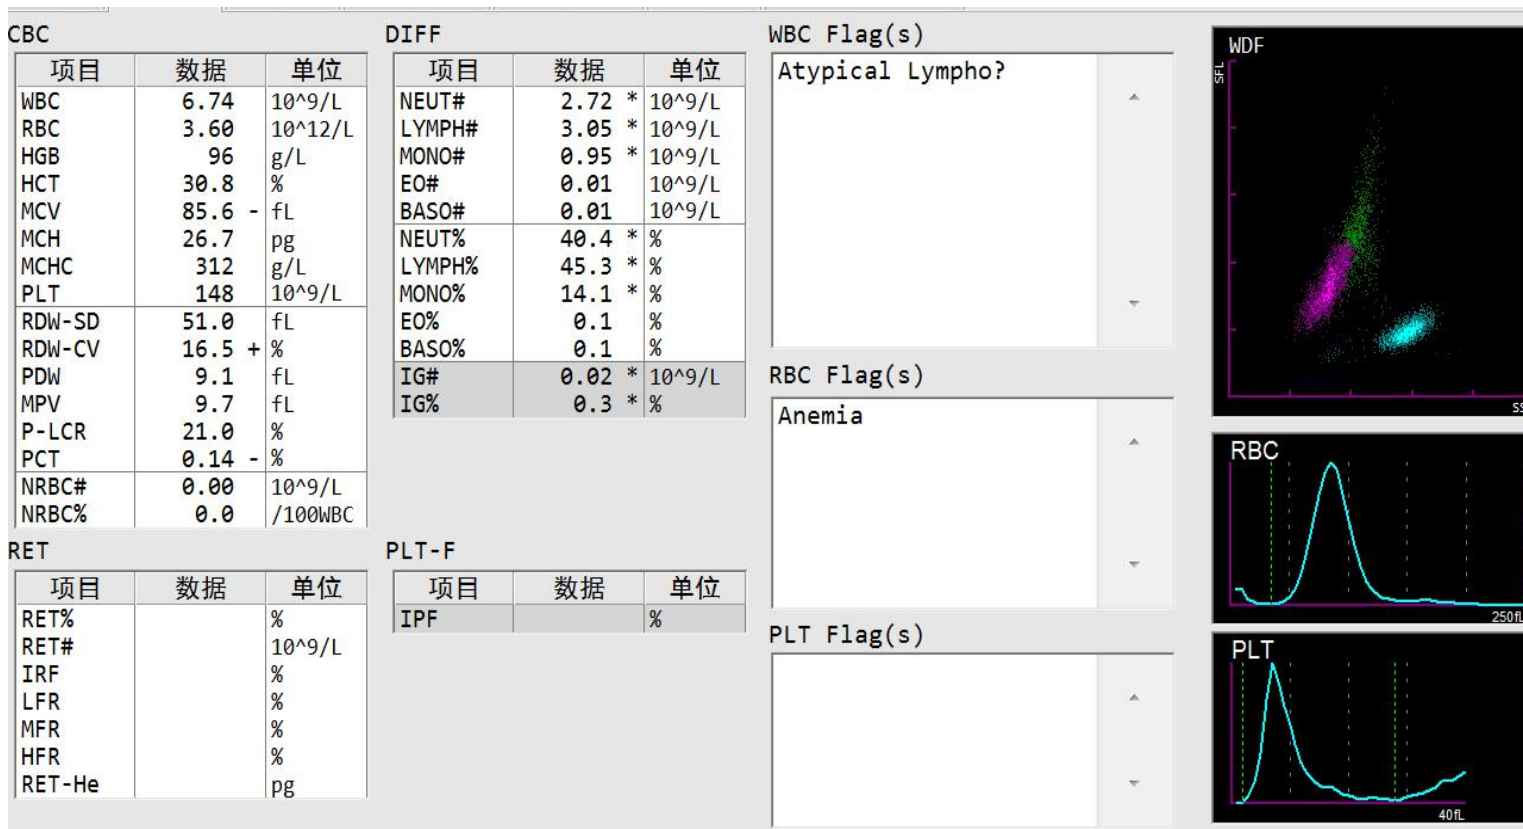 CBC
项目 数据 单位
WBC 6.74 10^9/L
RBC 3.60 10^12/L
HGB 96 g/L
HCT 30.8 %
MCV 85.6 - fL
MCH 26.7 pg
MCHC 312 g/L
PLT 148 10^9/L
RDW-SD 51.0 fL
RDW-CV 16.5 + %
PDW 9.1 fL
MPV 9.7 fL
P-LCR 21.0 %
PCT 0.14 - %
NRBC# 0.00 10^9/L
NRBC% 0.0 /100WBC
RET
项目 数据 单位
RET% %
RET# 10^9/L
IRF %
LFR %
MFR %
HFR %
RET-He pg
DIFF
项目 数据 单位
NEUT# 2.72 * 10^9/L
LYMPH# 3.05 * 10^9/L
MONO# 0.95 * 10^9/L
EO# 0.01 10^9/L
BASO# 0.01 10^9/L
NEUT% 40.4 * %
LYMPH% 45.3 * %
MONO% 14.1 * %
EO% 0.1 %
BASO% 0.1 %
IG# 0.02 * 10^9/L
IG% 0.3 * %
PLT-F
项目 数据 单位
IPF %
WBC Flag(s)
Atypical Lympho?
RBC Flag(s)
Anemia
PLT Flag(s)
WDF
SFL
SS
RBC
250fL
PLT
40fL